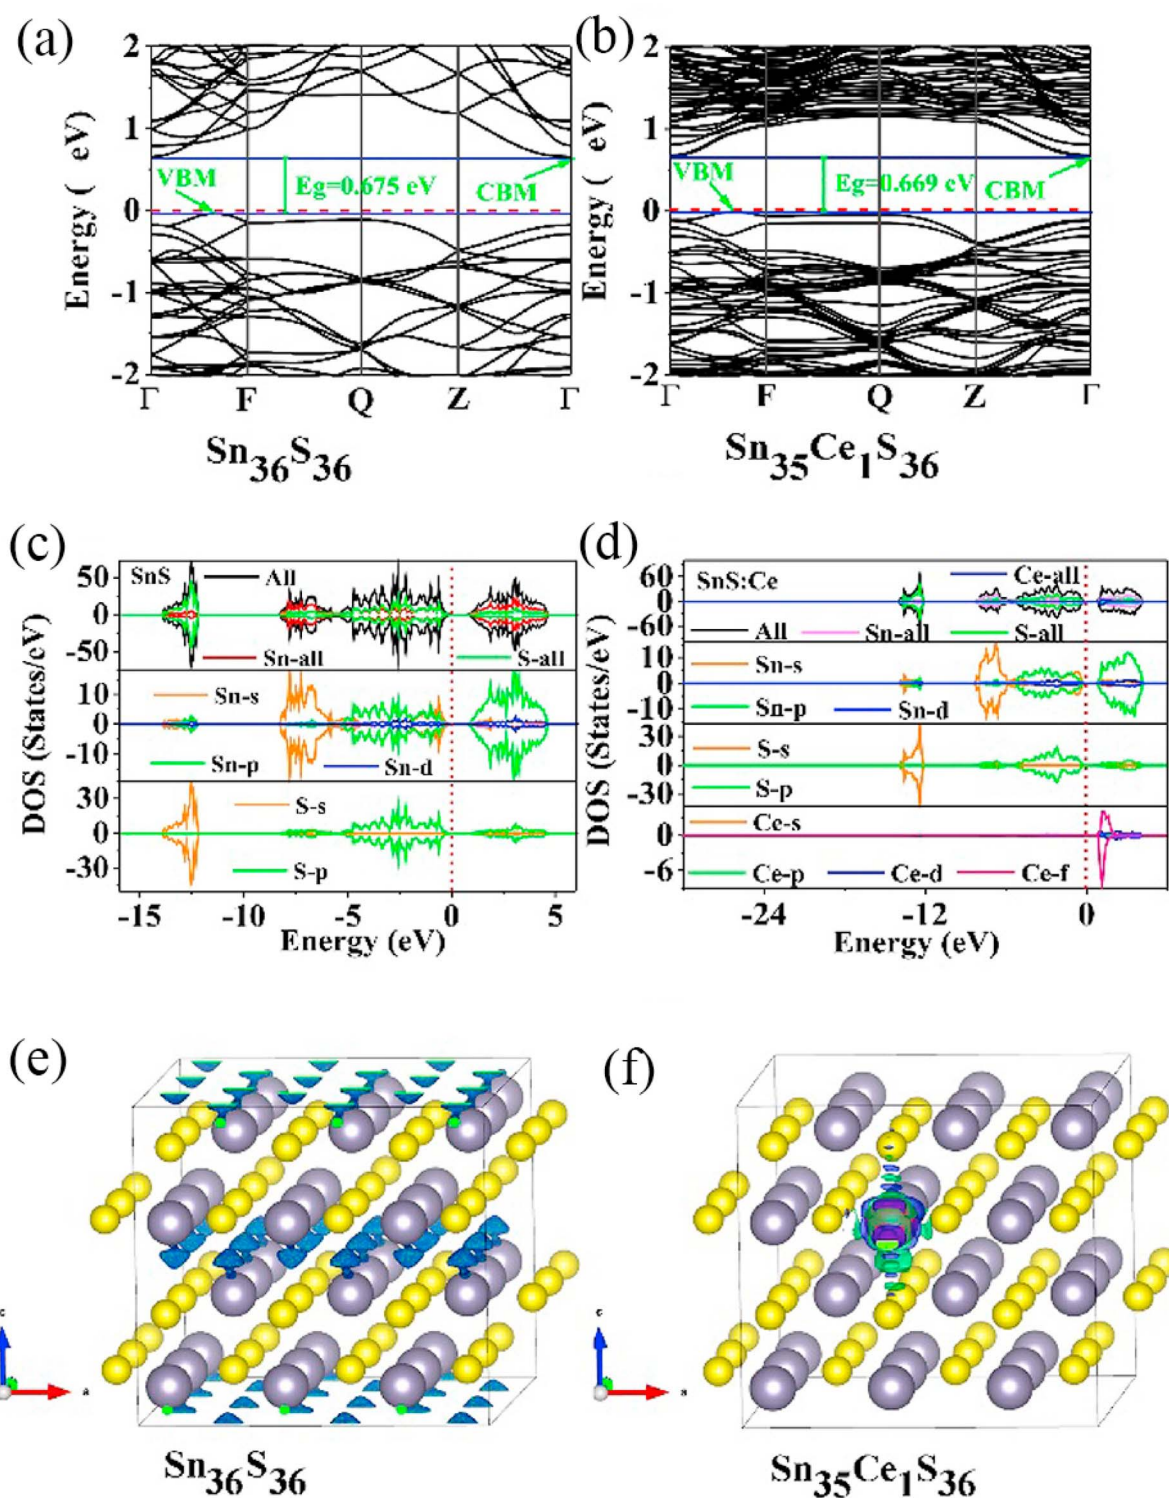 (a)
2
1
0
-1
-2
Energy ( eV)
VBM
Eg=0.675 eV
CBM
Γ F Q Z Γ
Sn36S36
(b)
2
1
0
-1
-2
Energy ( eV)
VBM
Eg=0.669 eV
CBM
Γ F Q Z Γ
Sn35Ce1S36
(c)
DOS (States/eV)
50
0
-50
SnS
All
Sn-all
S-all
10
0
-10
Sn-s
Sn-p
Sn-d
30
0
-30
S-s
S-p
-15 -10 -5 0 5
Energy (eV)
(d)
DOS (States/eV)
60
0
-60
SnS:Ce
Ce-all
All
Sn-all
S-all
10
0
-10
Sn-s
Sn-p
Sn-d
30
0
-30
S-s
S-p
0
-6
Ce-s
Ce-p
Ce-d
Ce-f
-24 -12 0
Energy (eV)
(e)
c
a
Sn36S36
(f)
c
a
Sn35Ce1S36